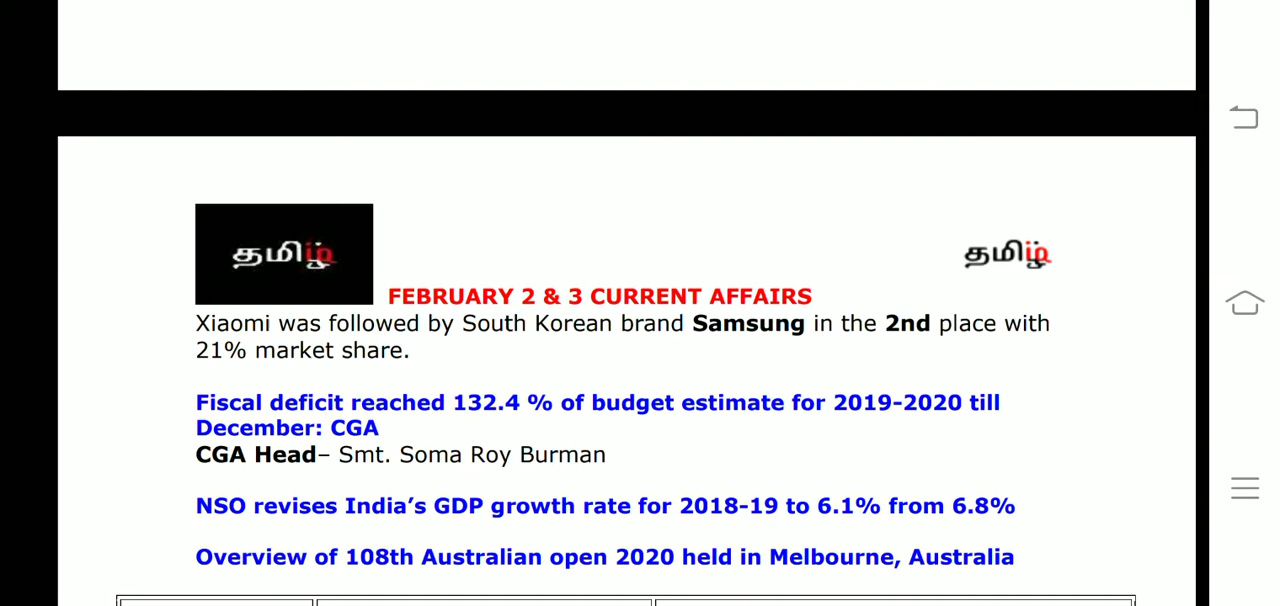 தமிழ்
தமிழ்
FEBRUARY 2 & 3 CURRENT AFFAIRS
Xiaomi was followed by South Korean brand Samsung in the 2nd place with
21% market share.
Fiscal deficit reached 132.4 % of budget estimate for 2019-2020 till
December: CGA
CGA Head– Smt. Soma Roy Burman
NSO revises India’s GDP growth rate for 2018-19 to 6.1% from 6.8%
Overview of 108th Australian open 2020 held in Melbourne, Australia